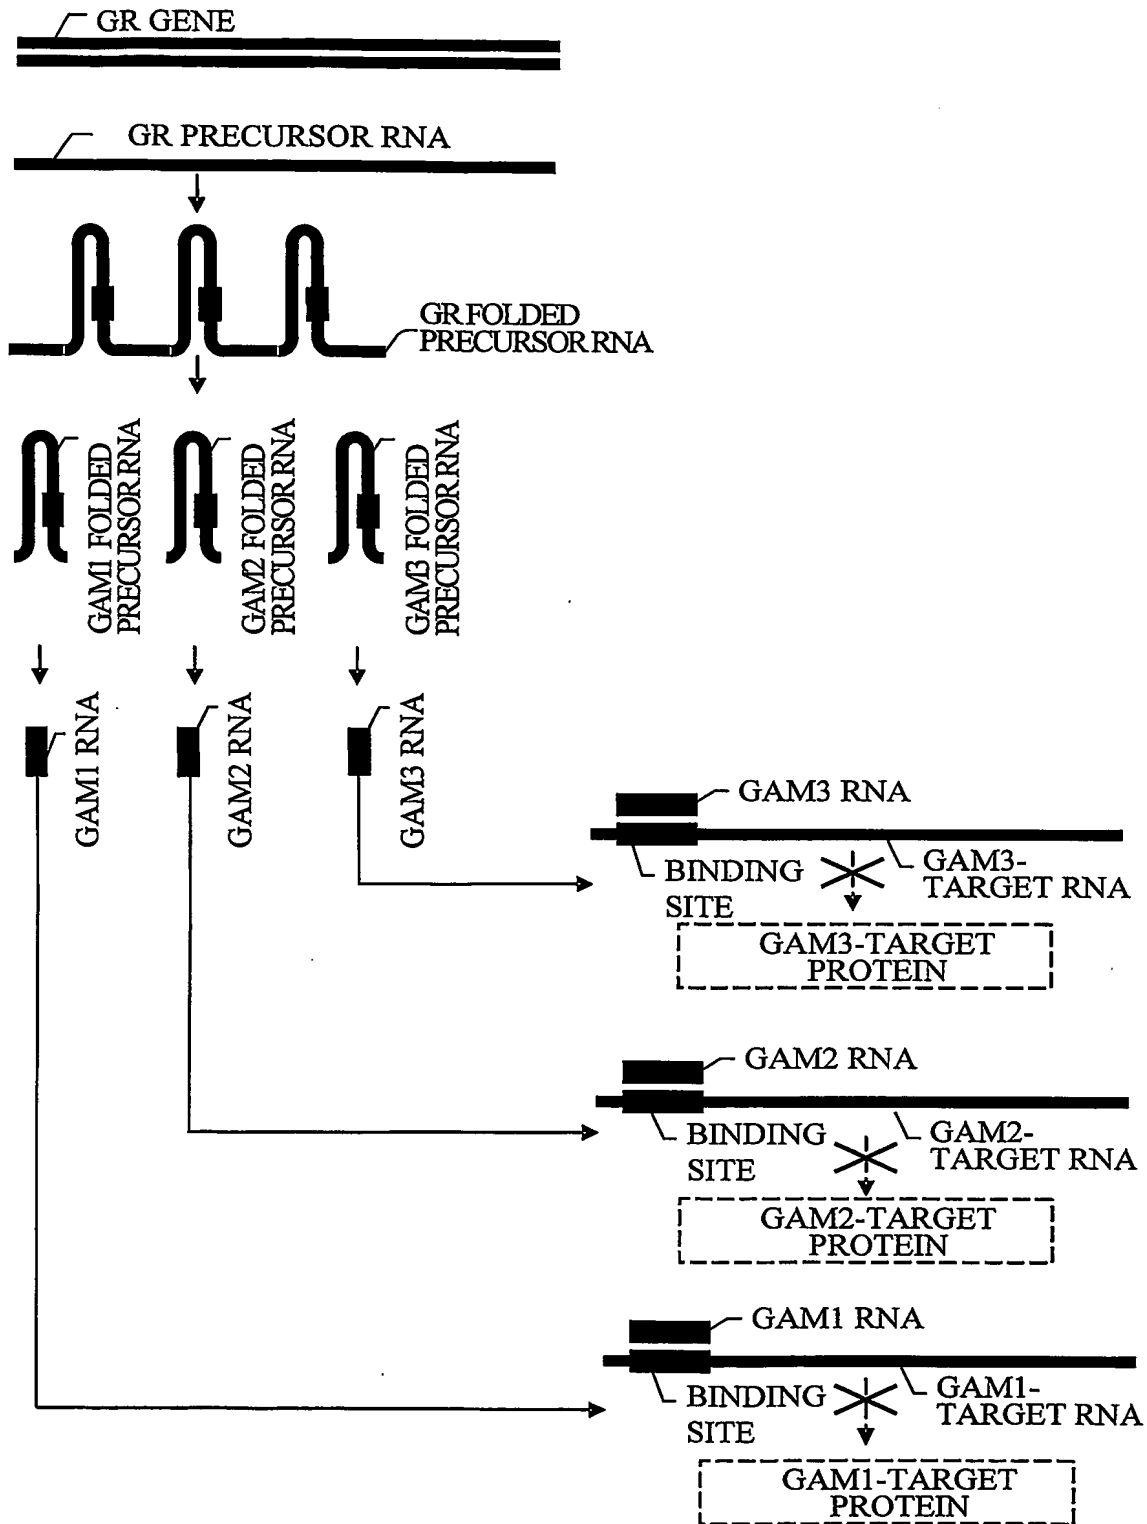 GR GENE
GR PRECURSOR RNA
GR FOLDED
PRECURSOR RNA
GAM1 FOLDED
PRECURSOR RNA
GAM2 FOLDED
PRECURSOR RNA
GAM3 FOLDED
PRECURSOR RNA
GAM1 RNA
GAM2 RNA
GAM3 RNA
GAM3 RNA
BINDING
SITE
GAM3-
TARGET RNA
GAM3-TARGET
PROTEIN
GAM2 RNA
BINDING
SITE
GAM2-
TARGET RNA
GAM2-TARGET
PROTEIN
GAM1 RNA
BINDING
SITE
GAM1-
TARGET RNA
GAM1-TARGET
PROTEIN